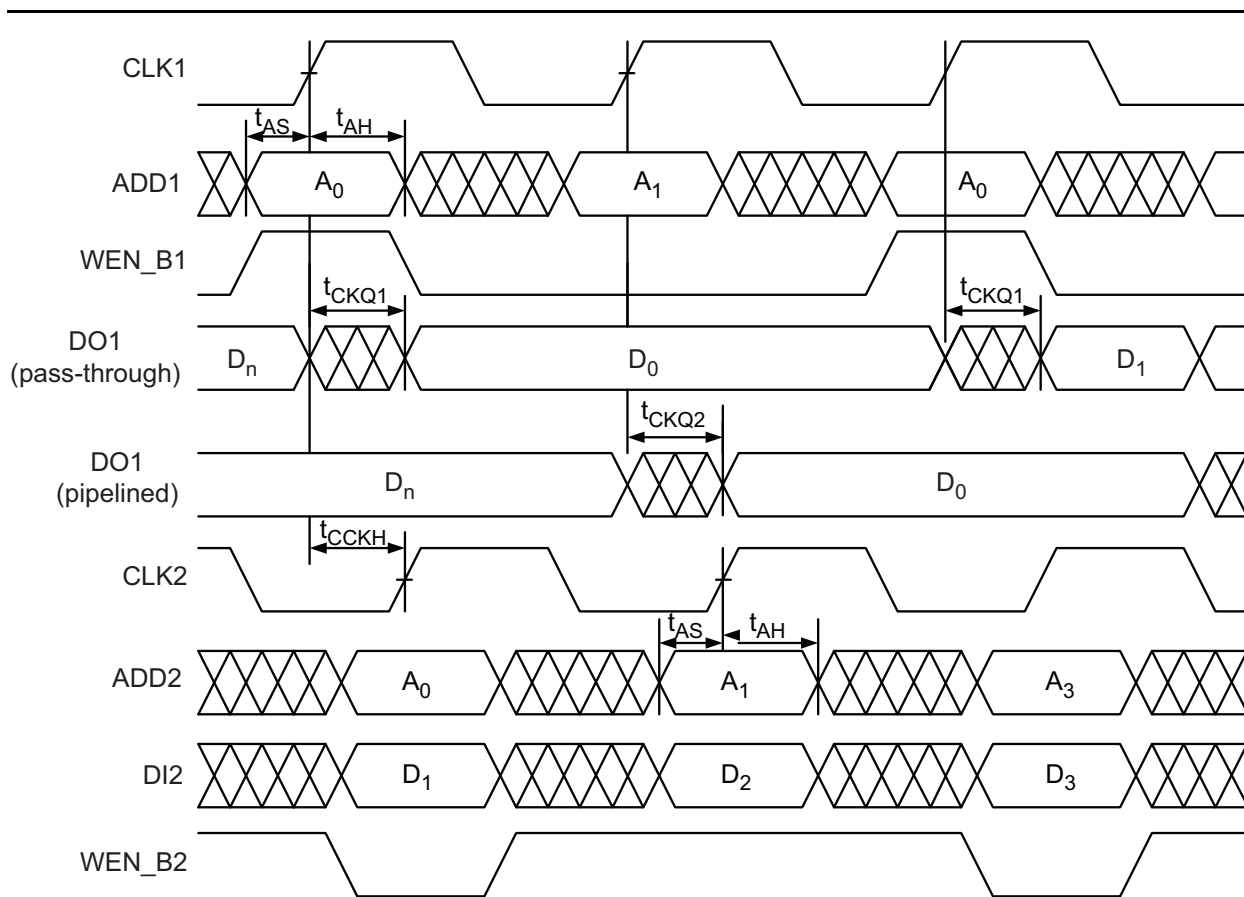 CLK1
tAS tAH
ADD1 A0 A1 A0
WEN_B1
tCKQ1 tCKQ1
DO1
(pass-through) Dn D0 D1
tCKQ2
DO1
(pipelined) Dn D0
tCCKH
CLK2
tAS tAH
ADD2 A0 A1 A3
DI2 D1 D2 D3
WEN_B2